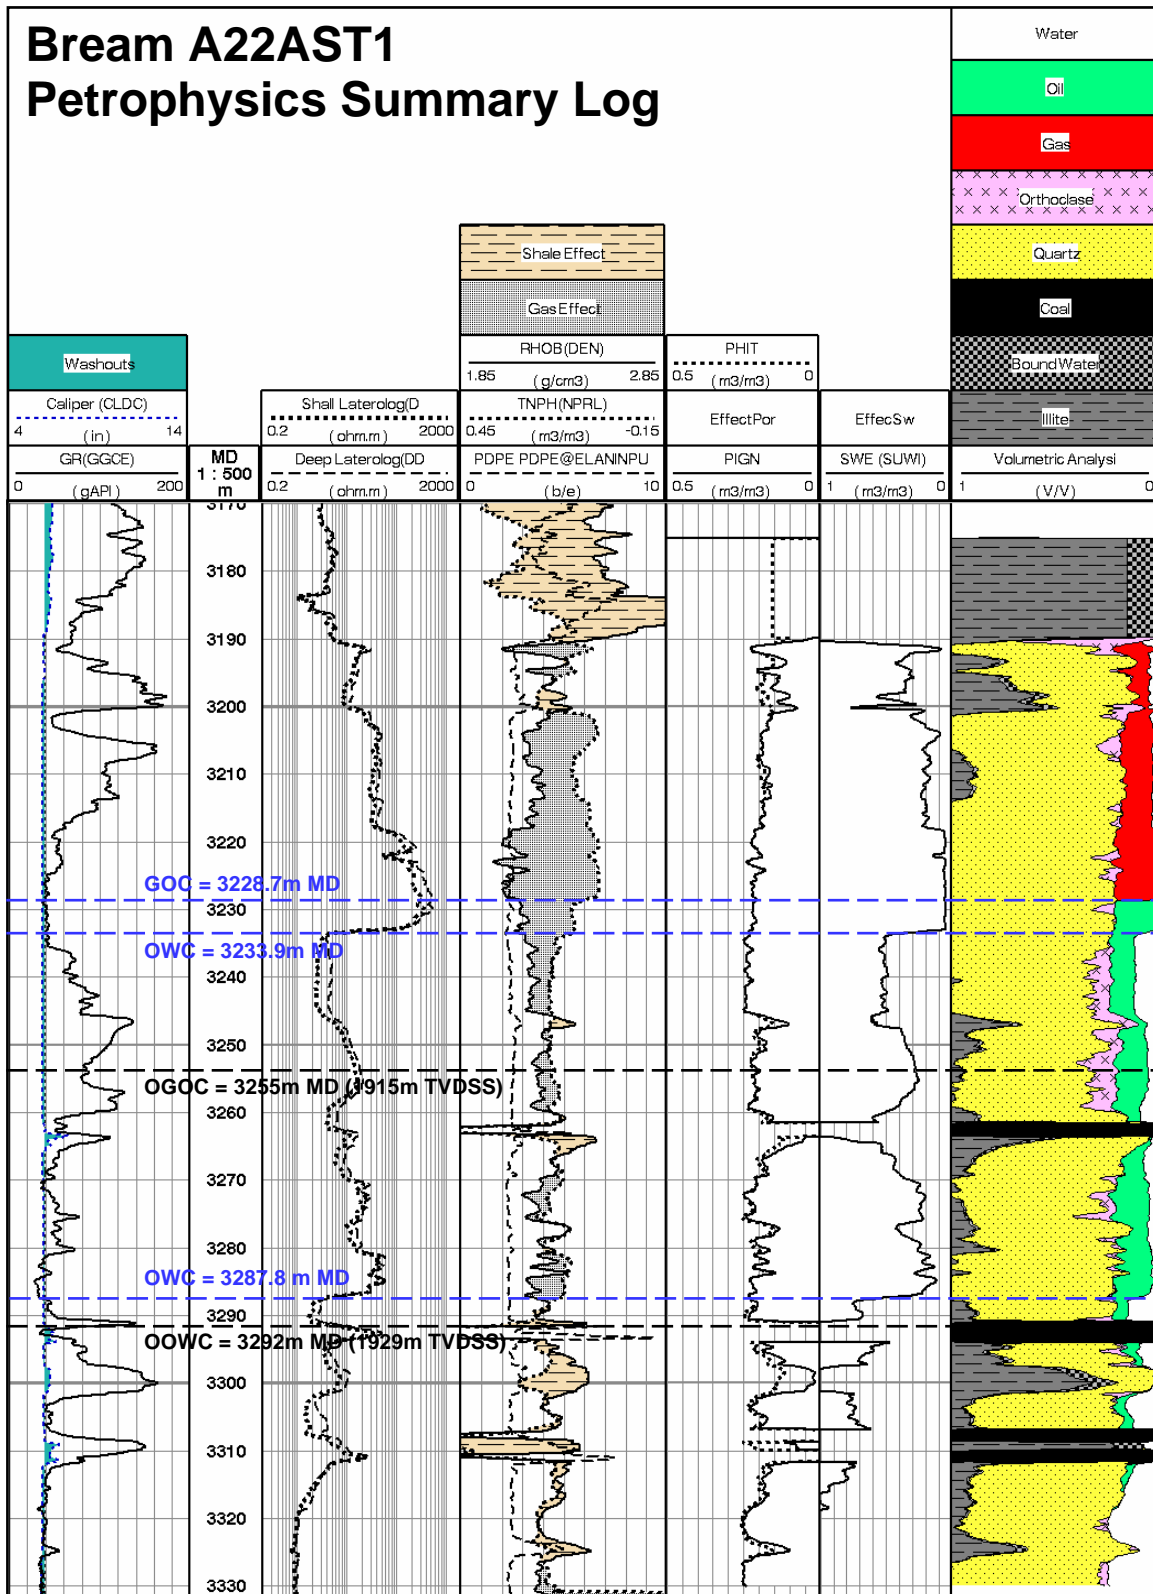 Bream A22AST1
Petrophysics Summary Log
Water
Oil
Gas
Orthoclase
Quartz
Coal
Bound Water
Illite
Volumetric Analysi
1 (V/V) 0
Shale Effect
Gas Effect
RHOB(DEN)
1.85 (g/cm3) 2.85
TNPH(NPRL)
0.45 (m3/m3) -0.15
PDPE PDPE@ELANINPU
0 (b/e) 10
PHIT
0.5 (m3/m3) 0
EffectPor
PIGN
0.5 (m3/m3) 0
EffecSw
SWE (SUWI)
1 (m3/m3) 0
Washouts
Caliper (CLDC)
4 (in) 14
GR(GGCE)
0 (gAPI) 200
MD
1 : 500
m
Shall Laterolog(D
0.2 (ohm.m) 2000
Deep Laterolog(DD
0.2 (ohm.m) 2000
3170
3180
3190
3200
3210
3220
GOC = 3228.7m MD
3230
OWC = 3233.9m MD
3240
3250
OGOC = 3255m MD (1915m TVDSS)
3260
3270
3280
OWC = 3287.8 m MD
3290
OOWC = 3292m MD (1929m TVDSS)
3300
3310
3320
3330